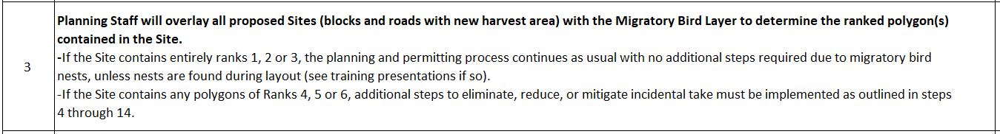 Planning Staff will overlay all proposed Sites (blocks and roads with new harvest area) with the Migratory Bird Layer to determine the ranked polygon(s)
contained in the Site.
-If the Site contains entirely ranks 1, 2 or 3, the planning and permitting process continues as usual with no additional steps required due to migratory bird
3
nests, unless nests are found during layout (see training presentations if so).
-If the Site contains any polygons of Ranks 4, 5 or 6, additional steps to eliminate, reduce, or mitigate incidental take must be implemented as outlined in steps
4 through 14.